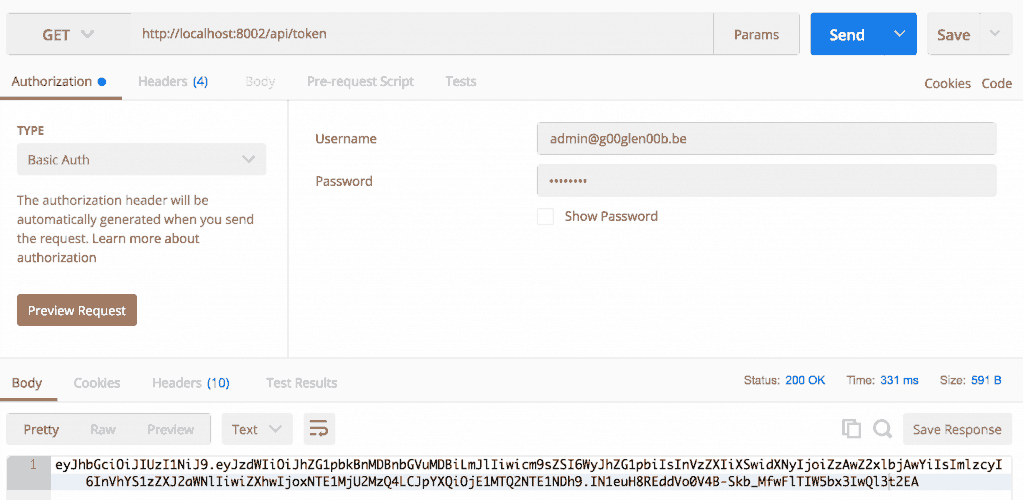 GET
http://localhost:8002/api/token
Params
Send
Save
Authorization
Headers (4)
Body
Pre-request Script
Tests
Cookies
Code
TYPE
Basic Auth
The authorization header will be
automatically generated when you send
the request. Learn more about
authorization
Preview Request
Username
admin@g00glen00b.be
Password
••••••••
Show Password
Body
Cookies
Headers (10)
Test Results
Status: 200 OK
Time: 331 ms
Size: 591 B
Pretty
Raw
Preview
Text
Save Response
1
eyJhbGciOiJIUzI1NiJ9.eyJzdWIiOiJhZG1pbkBnMDBnbGVuMDBiLmJlIiwicm9sZSI6WyJhZG1pbiIsInVzZXIiXSwidXNyIjoiZzAwZ2xlbjAwYiIsImlzcyI
6InVhYS1zZXJ2aWNlIiwiZXhwIjoxNTE1MjU2MzQ4LCJpYXQiOjE1MTQ2NTE1NDh9.IN1euH8REddVo0V4B-Skb_MfwFlTIW5bx3IwQl3t2EA